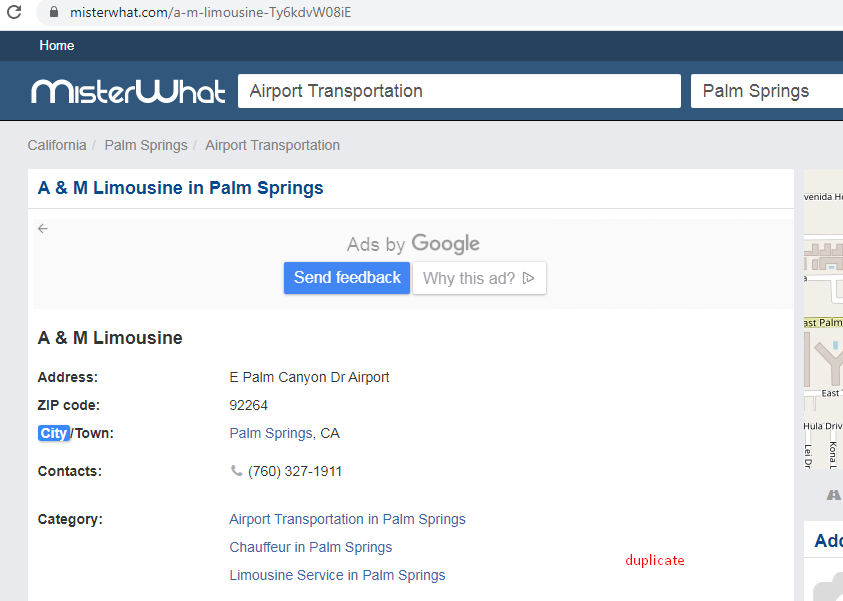 misterwhat.com/a-m-limousine-Ty6kdvW08iE
Home
MisterWhat
Airport Transportation
Palm Springs
California / Palm Springs / Airport Transportation
A & M Limousine in Palm Springs
Ads by Google
Send feedback
Why this ad?
A & M Limousine
Address: E Palm Canyon Dr Airport
ZIP code: 92264
City/Town: Palm Springs, CA
Contacts: (760) 327-1911
Category: Airport Transportation in Palm Springs
Chauffeur in Palm Springs
Limousine Service in Palm Springs
duplicate
venida H
ast Palm
East
Hula Driv
Lei Dr
Kona L
Add